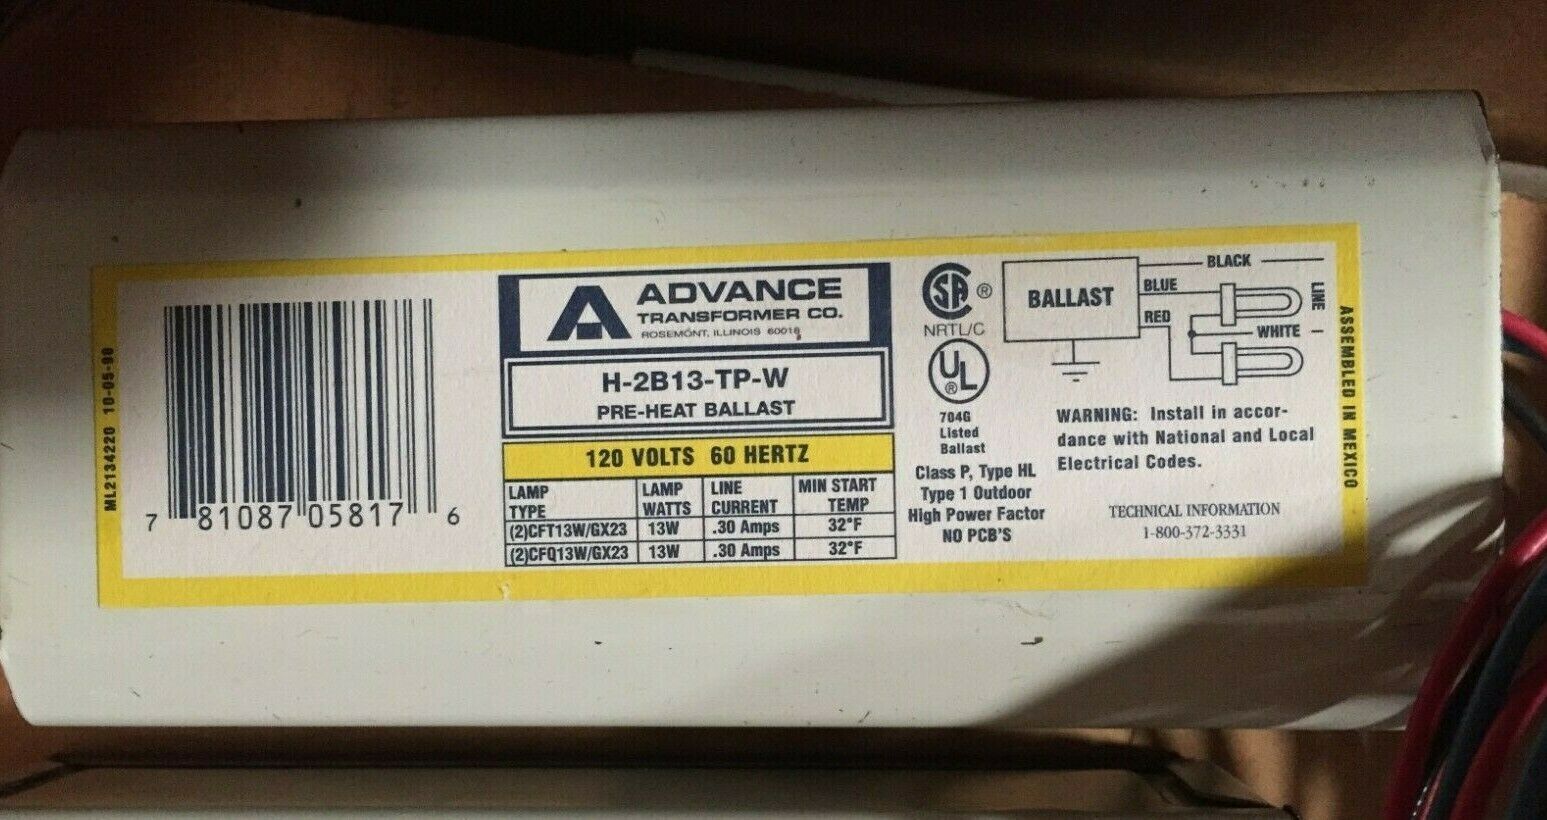 ML2134220 10-05-98
7 81087 05817 6
ADVANCE
TRANSFORMER CO.
ROSEMONT, ILLINOIS 60018
H-2B13-TP-W
PRE-HEAT BALLAST
120 VOLTS 60 HERTZ
LAMP TYPE LAMP WATTS LINE CURRENT MIN START TEMP
(2)CFT13W/GX23 13W .30 Amps 32°F
(2)CFQ13W/GX23 13W .30 Amps 32°F
SA ®
NRTL/C
UL ®
704G
Listed
Ballast
Class P, Type HL
Type 1 Outdoor
High Power Factor
NO PCB'S
BALLAST
BLACK
BLUE
RED
WHITE
LINE
WARNING: Install in accor-
dance with National and Local
Electrical Codes.
TECHNICAL INFORMATION
1-800-372-3331
ASSEMBLED IN MEXICO